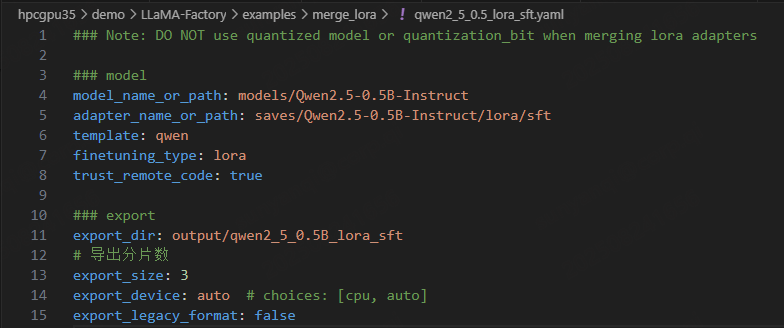 hpcgpu35 > demo > LLaMA-Factory > examples > merge_lora > ! qwen2_5_0.5_lora_sft.yaml
1 ### Note: DO NOT use quantized model or quantization_bit when merging lora adapters
2
3 ### model
4 model_name_or_path: models/Qwen2.5-0.5B-Instruct
5 adapter_name_or_path: saves/Qwen2.5-0.5B-Instruct/lora/sft
6 template: qwen
7 finetuning_type: lora
8 trust_remote_code: true
9
10 ### export
11 export_dir: output/qwen2_5_0.5B_lora_sft
12 # 导出分片数
13 export_size: 3
14 export_device: auto  # choices: [cpu, auto]
15 export_legacy_format: false